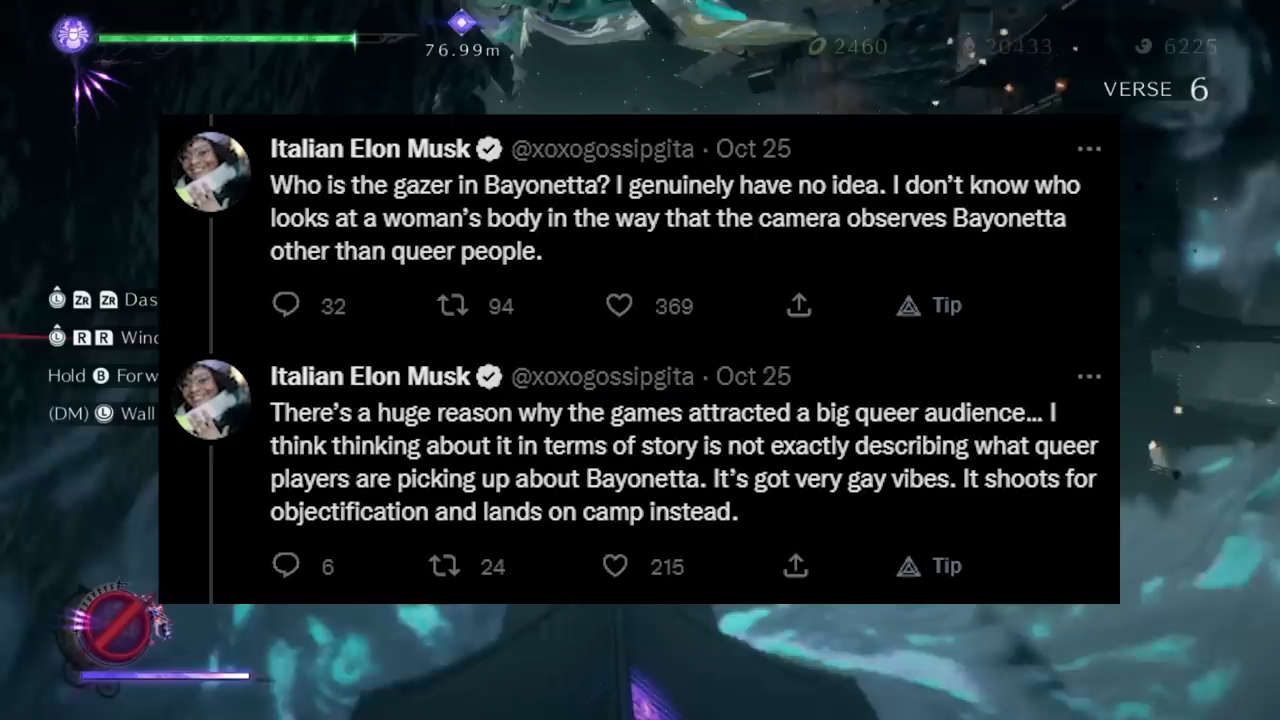 76.99m
2460
20433
6225
VERSE 6
Italian Elon Musk @xoxogossipgita · Oct 25
Who is the gazer in Bayonetta? I genuinely have no idea. I don't know who
looks at a woman's body in the way that the camera observes Bayonetta
other than queer people.
32 94 369 Tip
Italian Elon Musk @xoxogossipgita · Oct 25
There's a huge reason why the games attracted a big queer audience... I
think thinking about it in terms of story is not exactly describing what queer
players are picking up about Bayonetta. It's got very gay vibes. It shoots for
objectification and lands on camp instead.
6 24 215 Tip
L ZR ZR Das
L R R Winc
Hold B Forw
(DM) L Wall